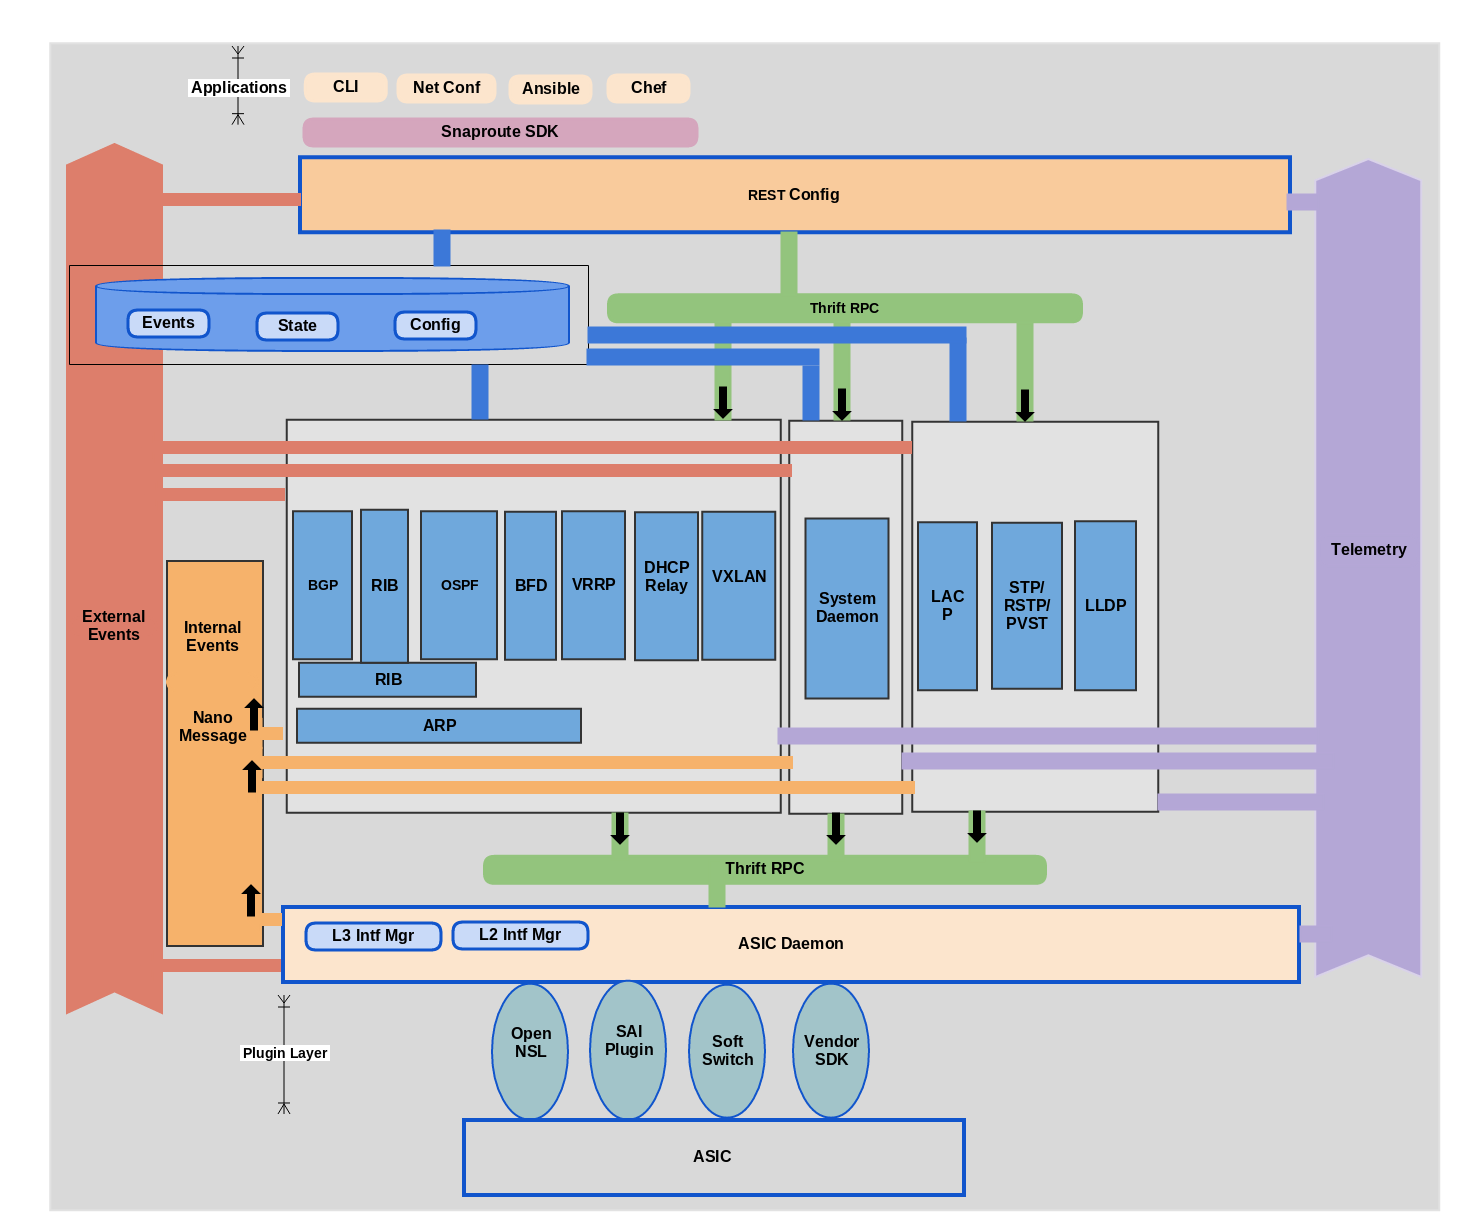 Applications
CLI
Net Conf
Ansible
Chef
Snaproute SDK
REST Config
Events
State
Config
Thrift RPC
BGP
RIB
OSPF
BFD
VRRP
DHCP
Relay
VXLAN
RIB
ARP
System
Daemon
LAC
P
STP/
RSTP/
PVST
LLDP
Telemetry
External
Events
Internal
Events
Nano
Message
Thrift RPC
L3 Intf Mgr
L2 Intf Mgr
ASIC Daemon
Plugin Layer
Open
NSL
SAI
Plugin
Soft
Switch
Vendor
SDK
ASIC